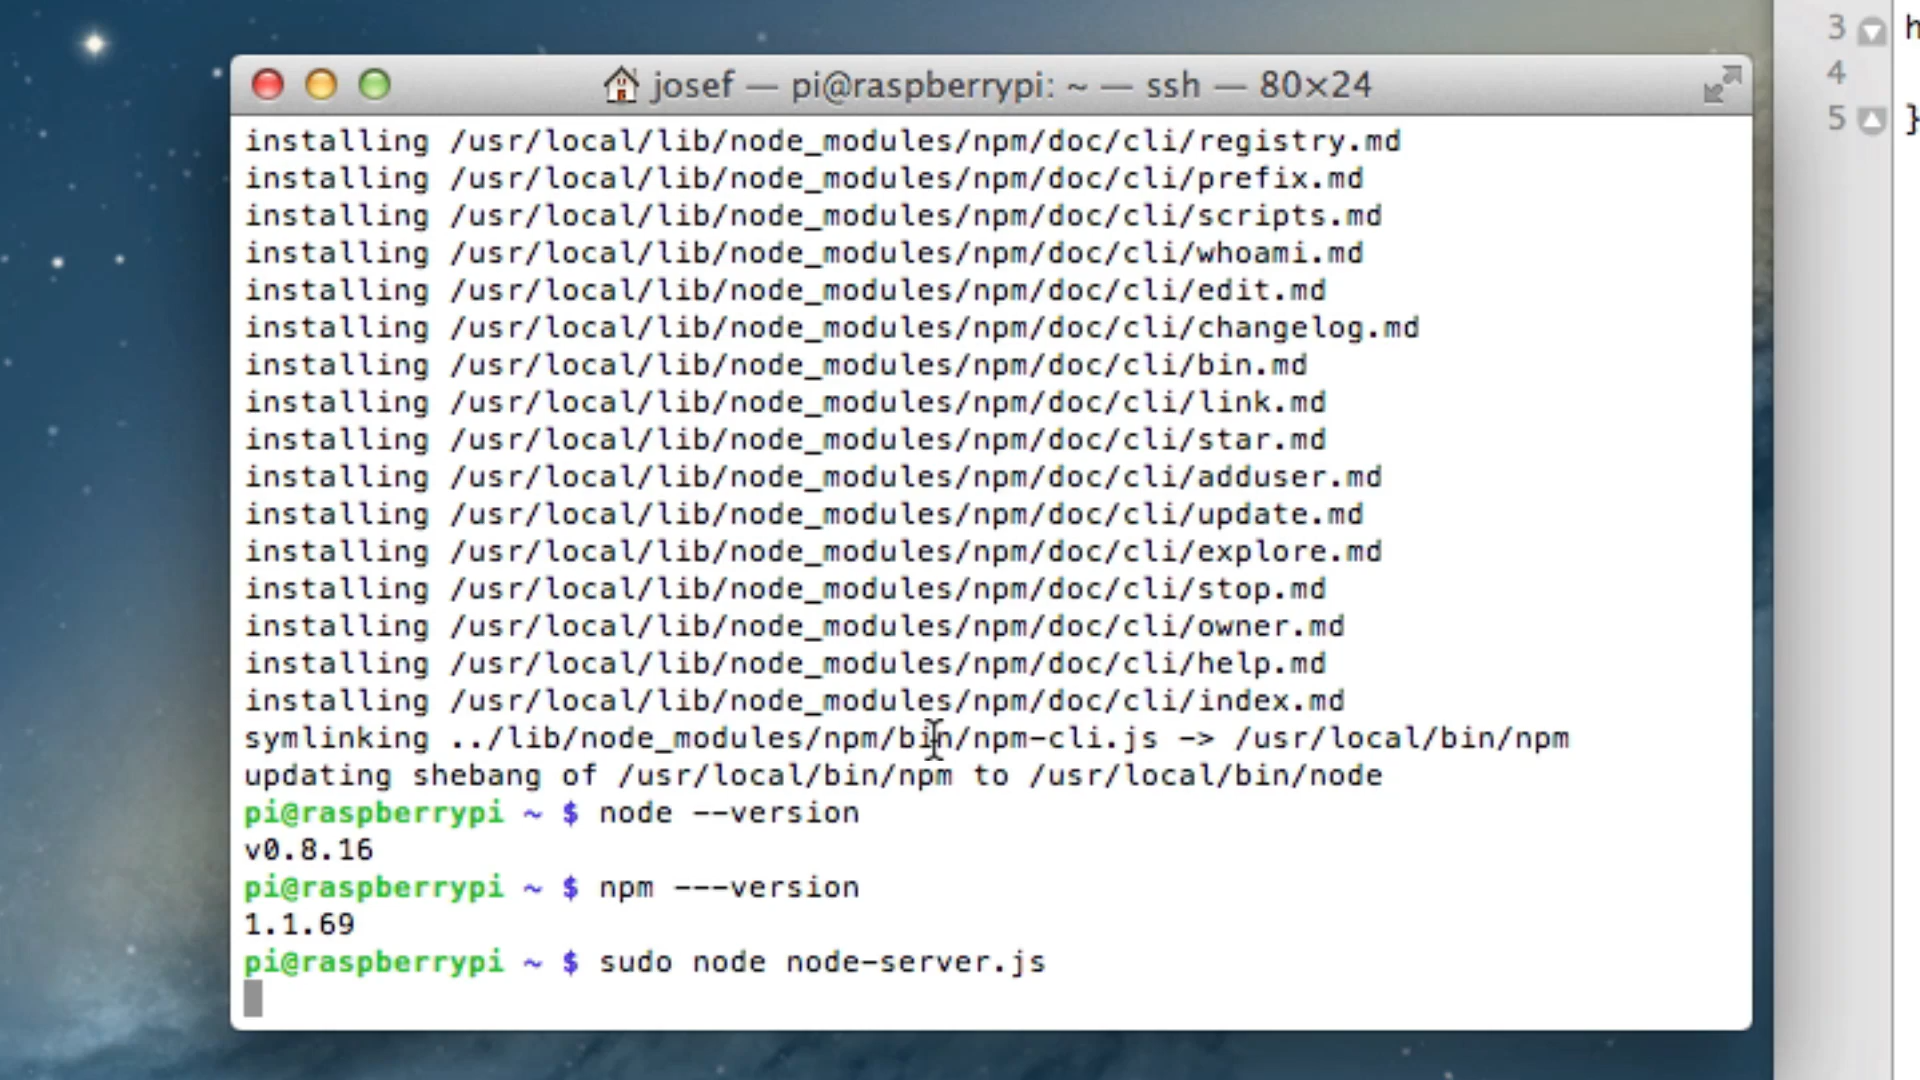 josef — pi@raspberrypi: ~ — ssh — 80×24
installing /usr/local/lib/node_modules/npm/doc/cli/registry.md
installing /usr/local/lib/node_modules/npm/doc/cli/prefix.md
installing /usr/local/lib/node_modules/npm/doc/cli/scripts.md
installing /usr/local/lib/node_modules/npm/doc/cli/whoami.md
installing /usr/local/lib/node_modules/npm/doc/cli/edit.md
installing /usr/local/lib/node_modules/npm/doc/cli/changelog.md
installing /usr/local/lib/node_modules/npm/doc/cli/bin.md
installing /usr/local/lib/node_modules/npm/doc/cli/link.md
installing /usr/local/lib/node_modules/npm/doc/cli/star.md
installing /usr/local/lib/node_modules/npm/doc/cli/adduser.md
installing /usr/local/lib/node_modules/npm/doc/cli/update.md
installing /usr/local/lib/node_modules/npm/doc/cli/explore.md
installing /usr/local/lib/node_modules/npm/doc/cli/stop.md
installing /usr/local/lib/node_modules/npm/doc/cli/owner.md
installing /usr/local/lib/node_modules/npm/doc/cli/help.md
installing /usr/local/lib/node_modules/npm/doc/cli/index.md
symlinking ../lib/node_modules/npm/bin/npm-cli.js -> /usr/local/bin/npm
updating shebang of /usr/local/bin/npm to /usr/local/bin/node
pi@raspberrypi ~ $ node --version
v0.8.16
pi@raspberrypi ~ $ npm ---version
1.1.69
pi@raspberrypi ~ $ sudo node node-server.js
3 h
4
5 }